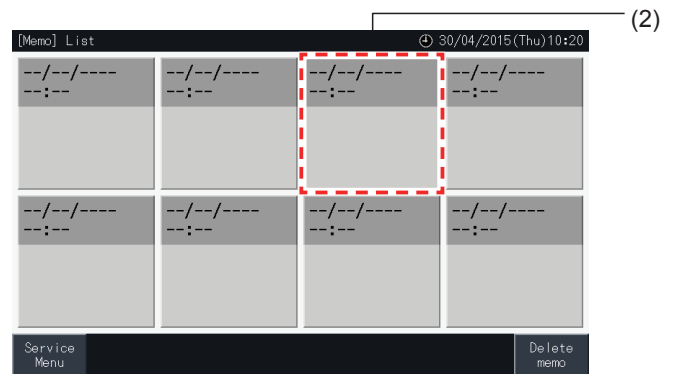 (2)
[Memo] List 30/04/2015(Thu)10:20
--/--/---- --/--/---- --/--/---- --/--/----
--:-- --:-- --:-- --:--
--/--/---- --/--/---- --/--/---- --/--/----
--:-- --:-- --:-- --:--
Service Delete
Menu memo